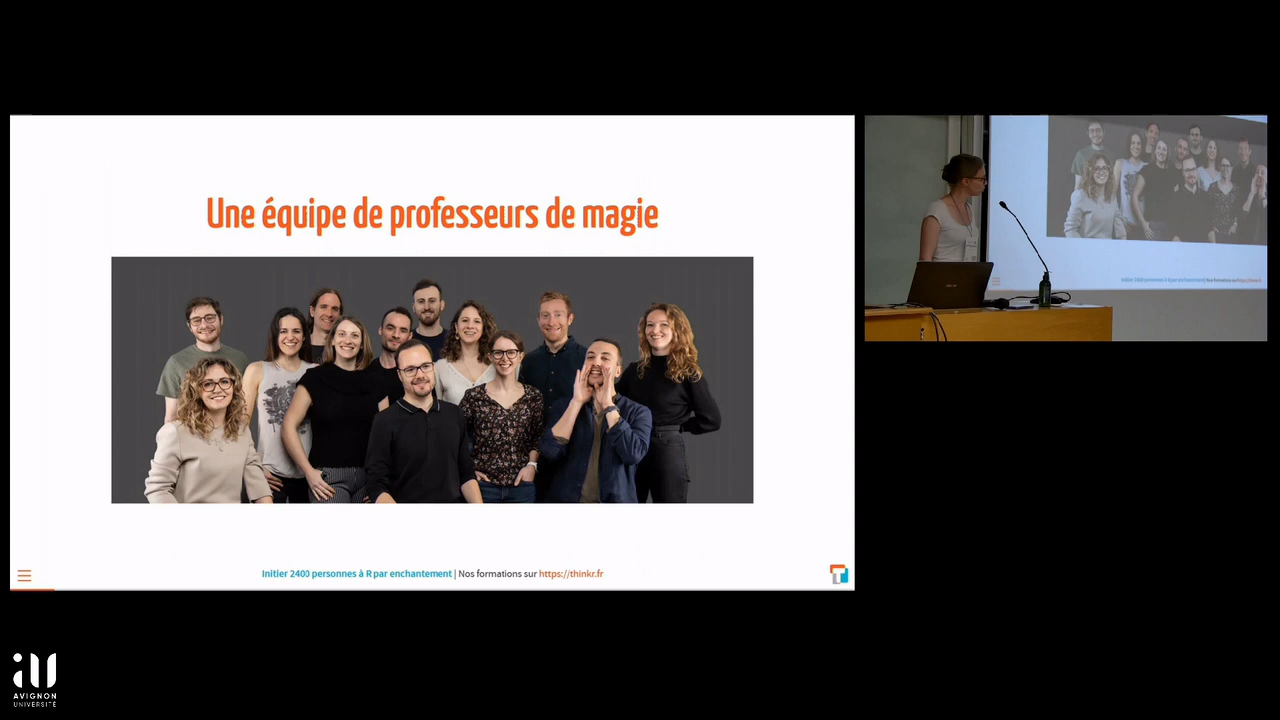 Une équipe de professeurs de magie
Initier 2400 personnes à R par enchantement | Nos formations sur https://thinkr.fr
AVIGNON
UNIVERSITÉ